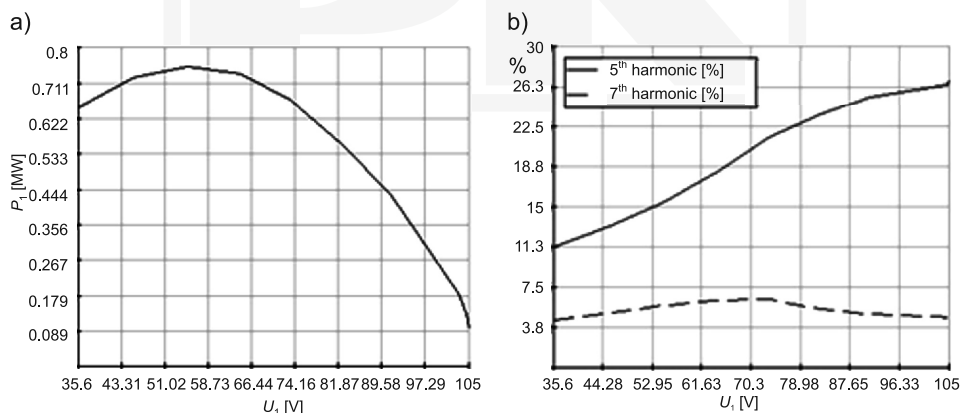 a)
0.8
0.711
0.622
0.533
0.444
0.356
0.267
0.179
0.089
P₁ [MW]
35.6 43.31 51.02 58.73 66.44 74.16 81.87 89.58 97.29 105
U₁ [V]
b)
30
%
26.3
22.5
18.8
15
11.3
7.5
3.8
5th harmonic [%]
7th harmonic [%]
35.6 44.28 52.95 61.63 70.3 78.98 87.65 96.33 105
U₁ [V]